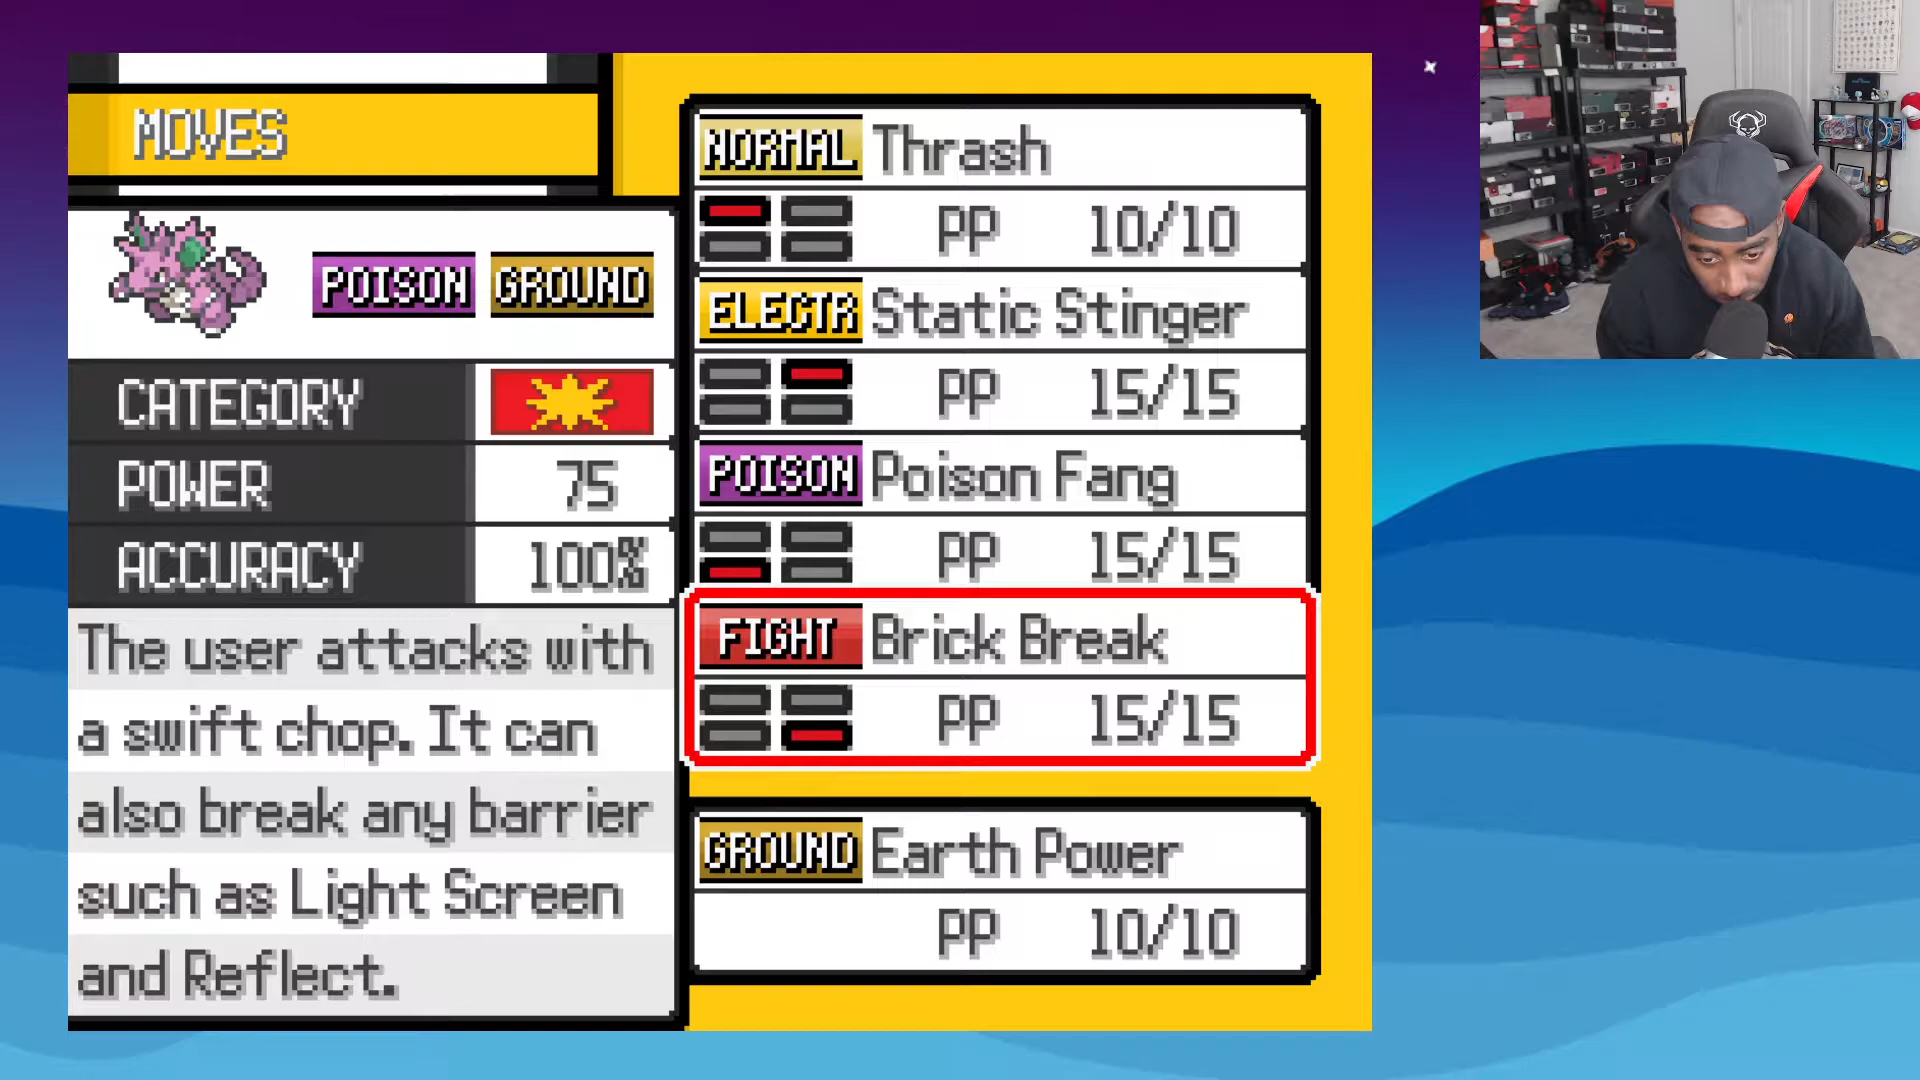 MOVES
POISON GROUND
CATEGORY
POWER 75
ACCURACY 100%
The user attacks with
a swift chop. It can
also break any barrier
such as Light Screen
and Reflect.
NORMAL Thrash
PP 10/10
ELECTR Static Stinger
PP 15/15
POISON Poison Fang
PP 15/15
FIGHT Brick Break
PP 15/15
GROUND Earth Power
PP 10/10